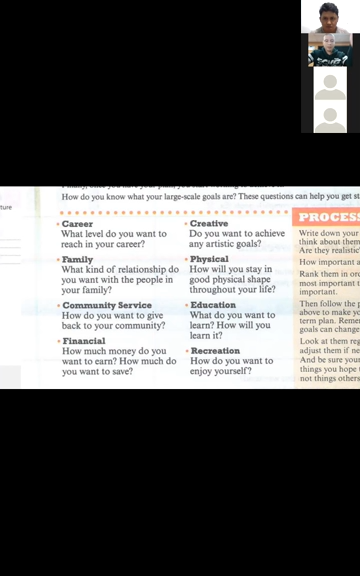 ture
How do you know what your large-scale goals are? These questions can help you get st
• Career
What level do you want to
reach in your career?
• Family
What kind of relationship do
you want with the people in
your family?
• Community Service
How do you want to give
back to your community?
• Financial
How much money do you
want to earn? How much do
you want to save?
• Creative
Do you want to achieve
any artistic goals?
• Physical
How will you stay in
good physical shape
throughout your life?
• Education
What do you want to
learn? How will you
learn it?
• Recreation
How do you want to
enjoy yourself?
PROCESS
Write down your
think about them
Are they realistic
How important a
Rank them in ord
most important t
important.
Then follow the p
above to make yo
term plan. Remem
goals can change
Look at them reg
adjust them if ne
And be sure your
things you hope t
not things others